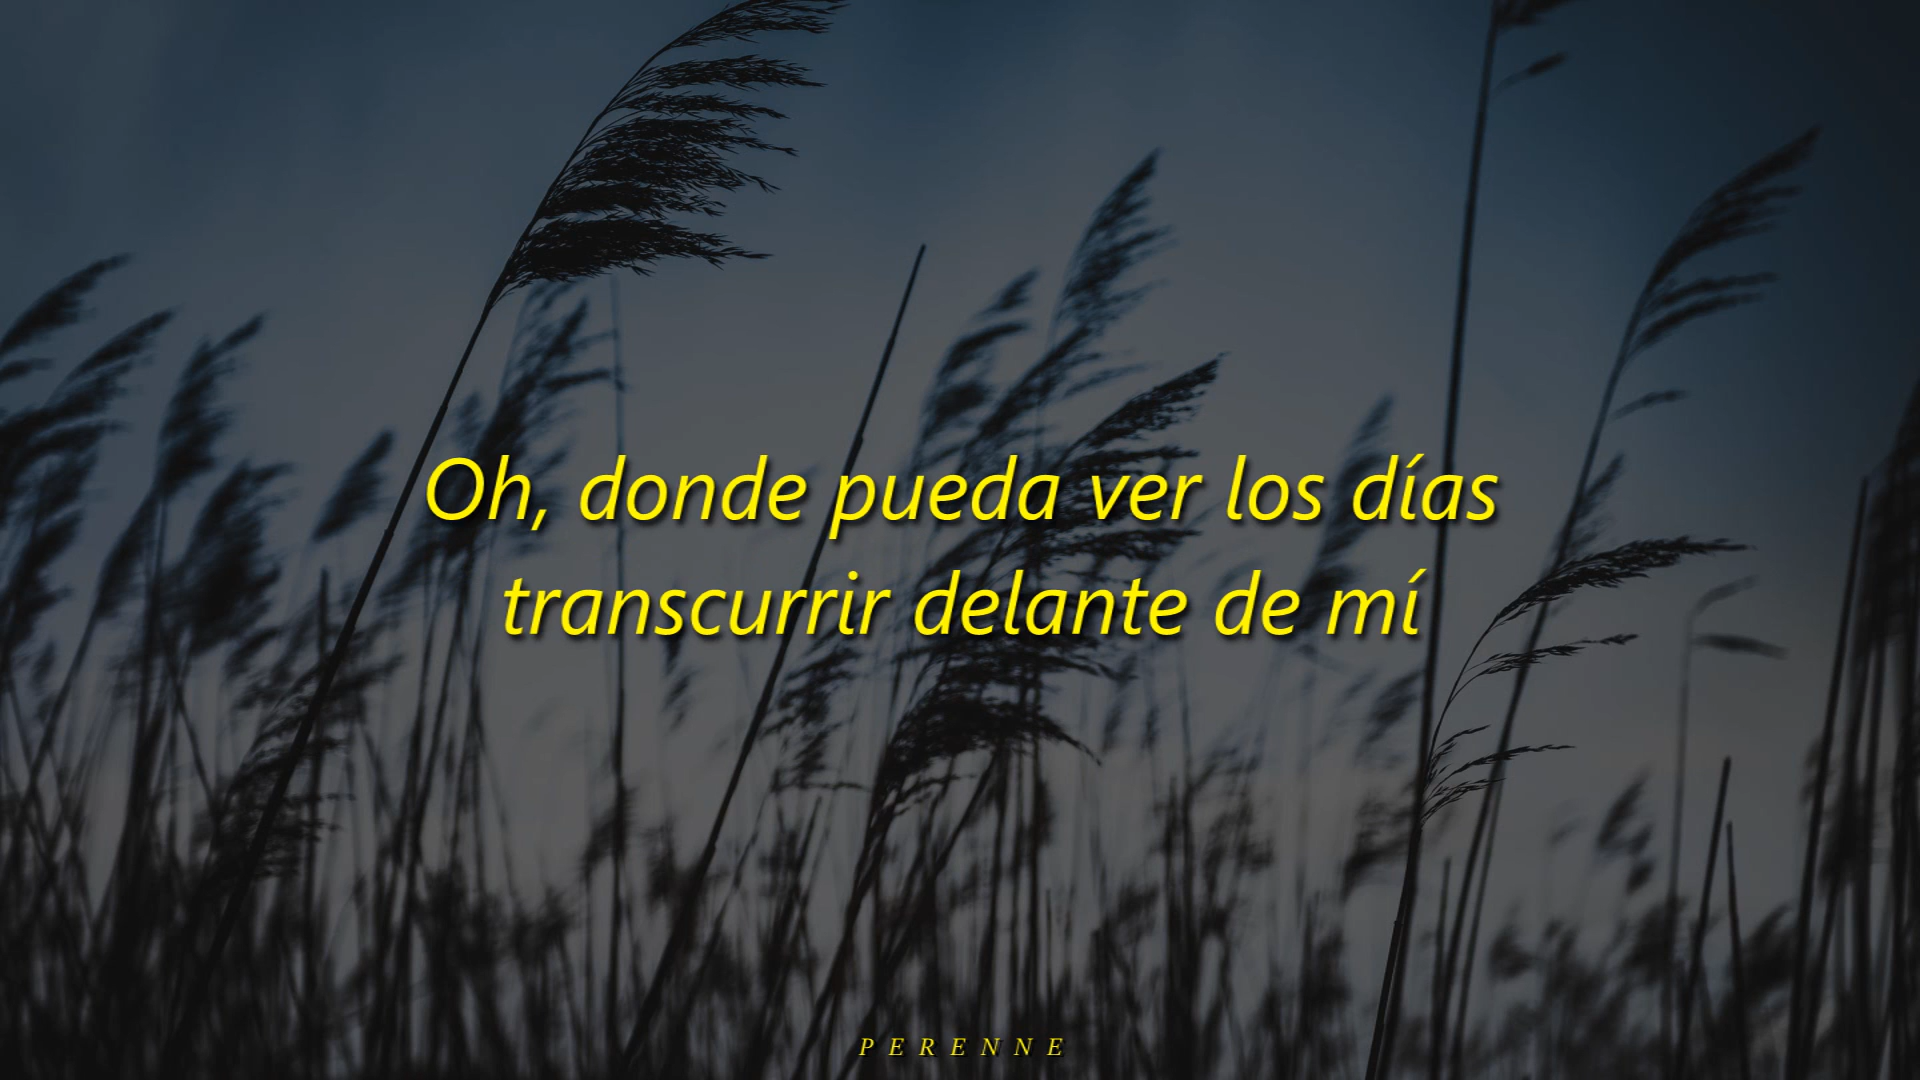 Oh, donde pueda ver los días
transcurrir delante de mí
PERENNE